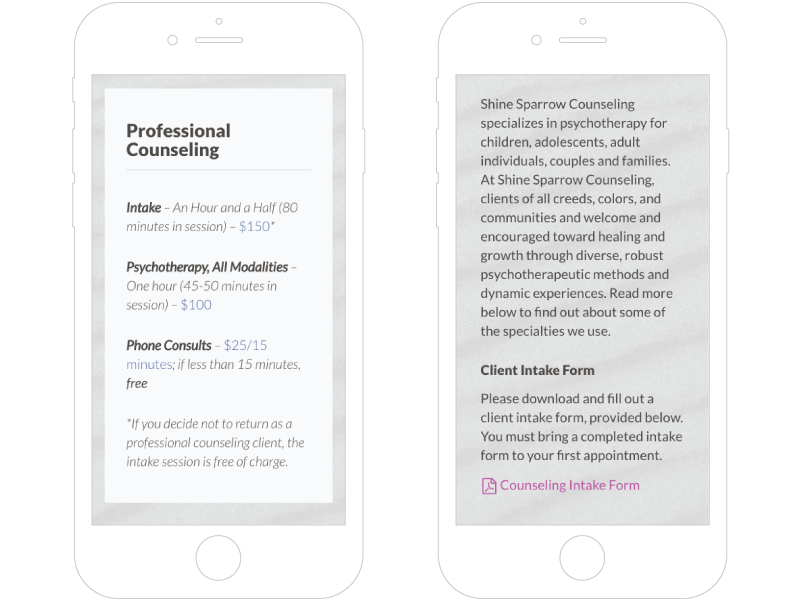 Professional
Counseling
Intake – An Hour and a Half (80
minutes in session) – $150*
Psychotherapy, All Modalities –
One hour (45-50 minutes in
session) – $100
Phone Consults – $25/15
minutes; if less than 15 minutes,
free
*If you decide not to return as a
professional counseling client, the
intake session is free of charge.
Shine Sparrow Counseling
specializes in psychotherapy for
children, adolescents, adult
individuals, couples and families.
At Shine Sparrow Counseling,
clients of all creeds, colors, and
communities and welcome and
encouraged toward healing and
growth through diverse, robust
psychotherapeutic methods and
dynamic experiences. Read more
below to find out about some of
the specialties we use.
Client Intake Form
Please download and fill out a
client intake form, provided below.
You must bring a completed intake
form to your first appointment.
Counseling Intake Form